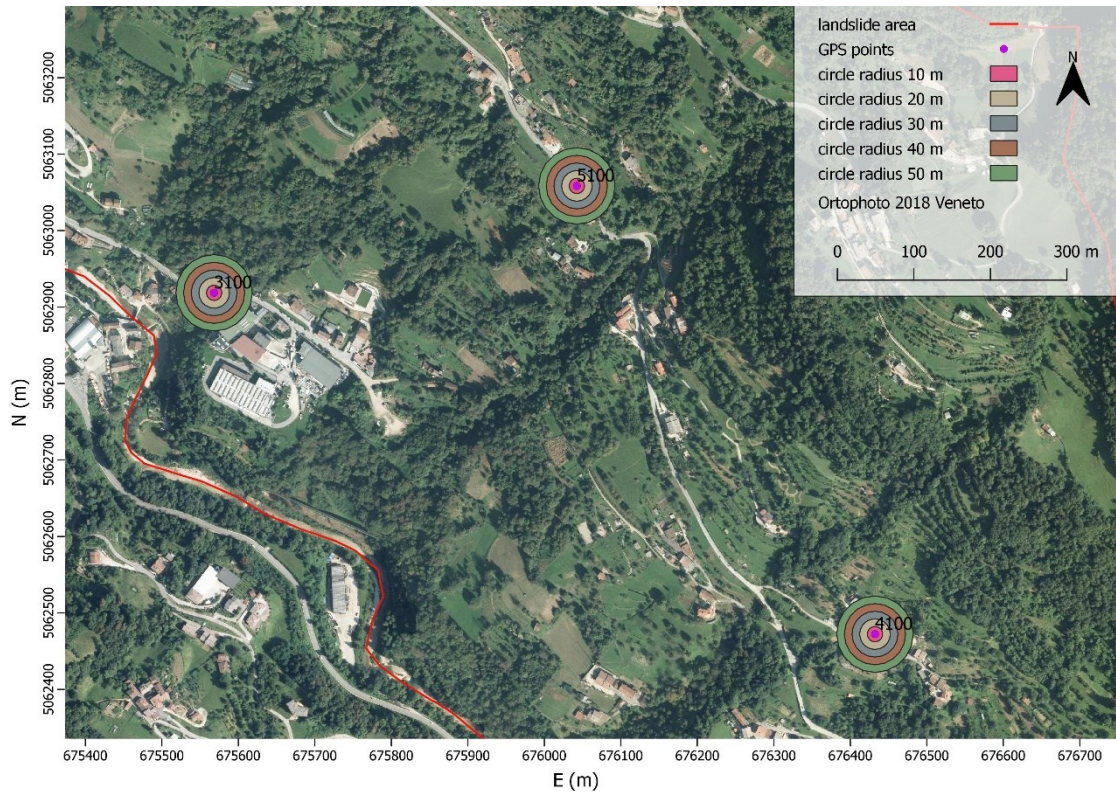 landslide area
GPS points
circle radius 10 m
circle radius 20 m
circle radius 30 m
circle radius 40 m
circle radius 50 m
Ortophoto 2018 Veneto
0 100 200 300 m
N
5100
3100
4100
5063200
5063100
5063000
5062900
5062800
5062700
5062600
5062500
5062400
N (m)
675400 675500 675600 675700 675800 675900 676000 676100 676200 676300 676400 676500 676600 676700
E (m)